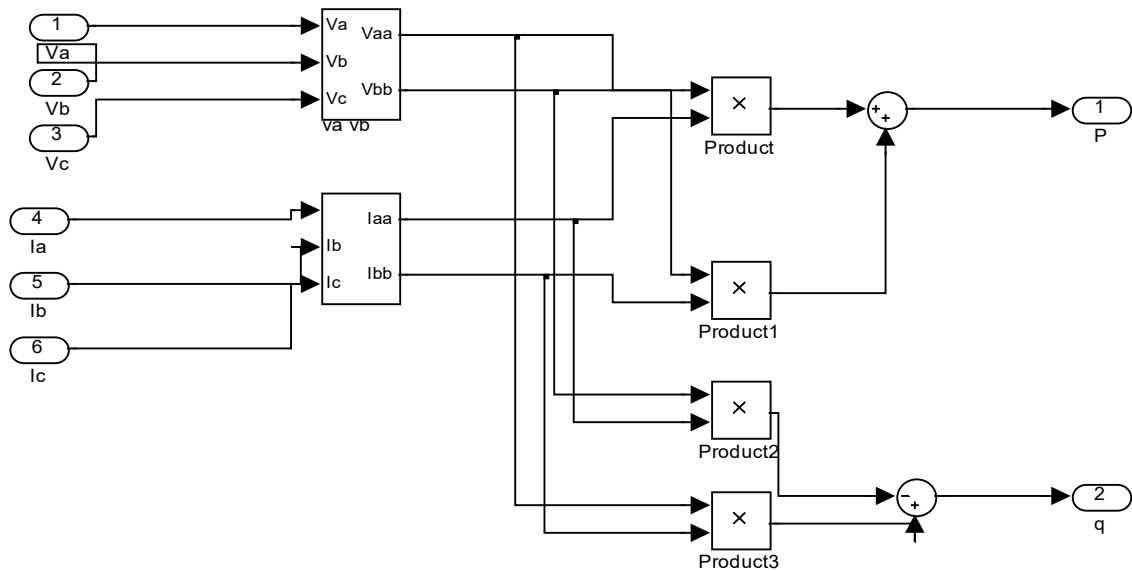 1
Va
2
Vb
3
Vc
Va
Vb
Vc
Vaa
Vbb
Va Vb
4
Ia
5
Ib
6
Ic
Ib
Ic
Iaa
Ibb
×
Product
×
Product1
×
Product2
×
Product3
+
+
1
P
−
+
2
q